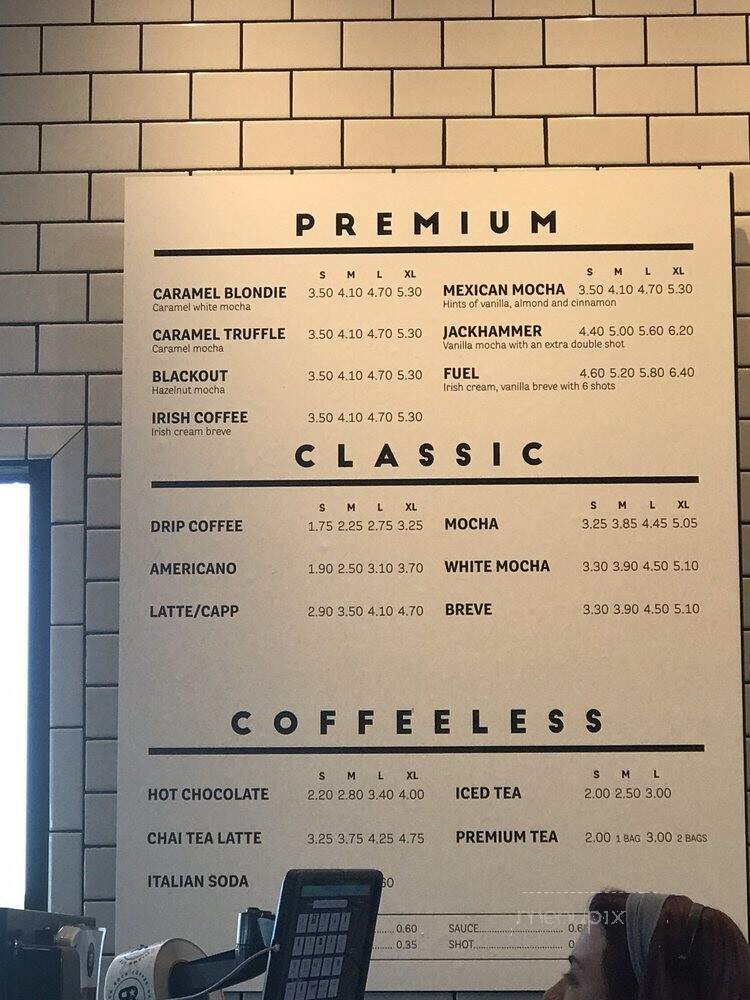 PREMIUM
S M L XL
CARAMEL BLONDIE 3.50 4.10 4.70 5.30
Caramel white mocha
CARAMEL TRUFFLE 3.50 4.10 4.70 5.30
Caramel mocha
BLACKOUT 3.50 4.10 4.70 5.30
Hazelnut mocha
IRISH COFFEE 3.50 4.10 4.70 5.30
Irish cream breve
S M L XL
MEXICAN MOCHA 3.50 4.10 4.70 5.30
Hints of vanilla, almond and cinnamon
JACKHAMMER 4.40 5.00 5.60 6.20
Vanilla mocha with an extra double shot
FUEL 4.60 5.20 5.80 6.40
Irish cream, vanilla breve with 6 shots
CLASSIC
S M L XL
DRIP COFFEE 1.75 2.25 2.75 3.25
AMERICANO 1.90 2.50 3.10 3.70
LATTE/CAPP 2.90 3.50 4.10 4.70
S M L XL
MOCHA 3.25 3.85 4.45 5.05
WHITE MOCHA 3.30 3.90 4.50 5.10
BREVE 3.30 3.90 4.50 5.10
COFFEELESS
S M L XL
HOT CHOCOLATE 2.20 2.80 3.40 4.00
CHAI TEA LATTE 3.25 3.75 4.25 4.75
ITALIAN SODA
S M L
ICED TEA 2.00 2.50 3.00
PREMIUM TEA 2.00 1 BAG 3.00 2 BAGS
0.60
0.35
SAUCE
SHOT
menupix